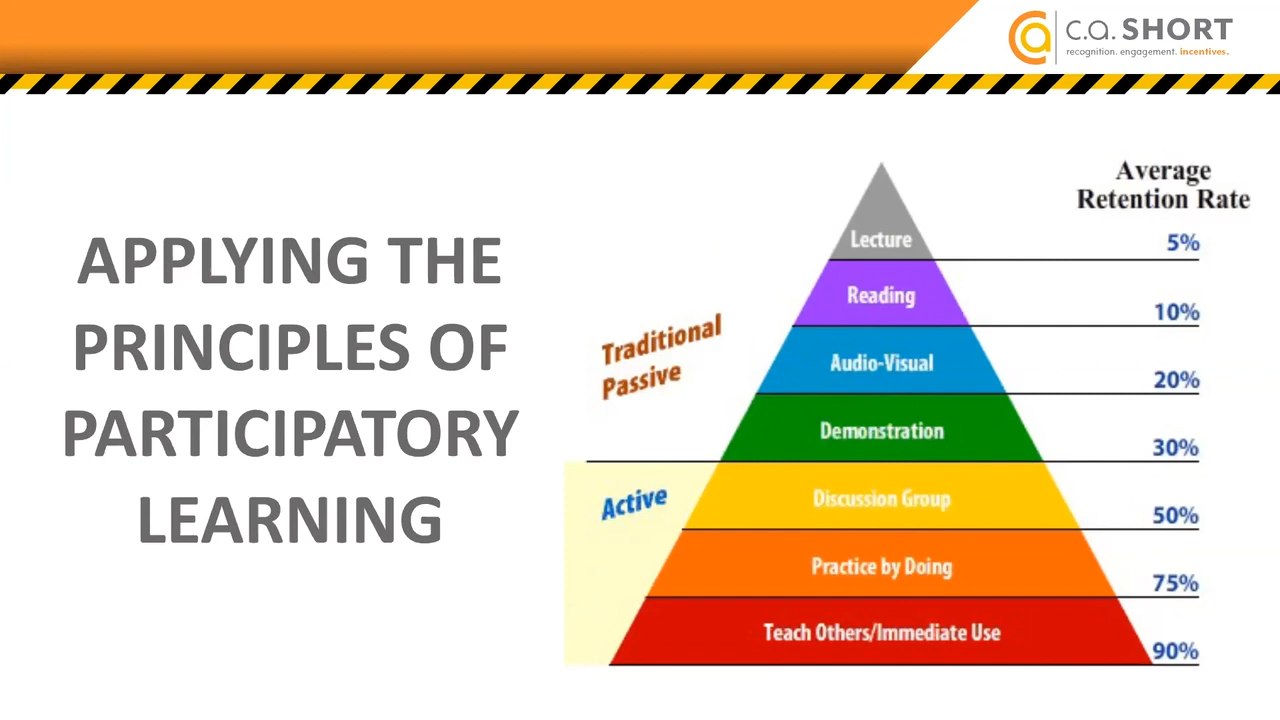 c.a. SHORT
recognition. engagement. incentives.
APPLYING THE
PRINCIPLES OF
PARTICIPATORY
LEARNING
Average
Retention Rate
Lecture 5%
Reading 10%
Traditional
Passive
Audio-Visual 20%
Demonstration 30%
Active
Discussion Group 50%
Practice by Doing 75%
Teach Others/Immediate Use 90%